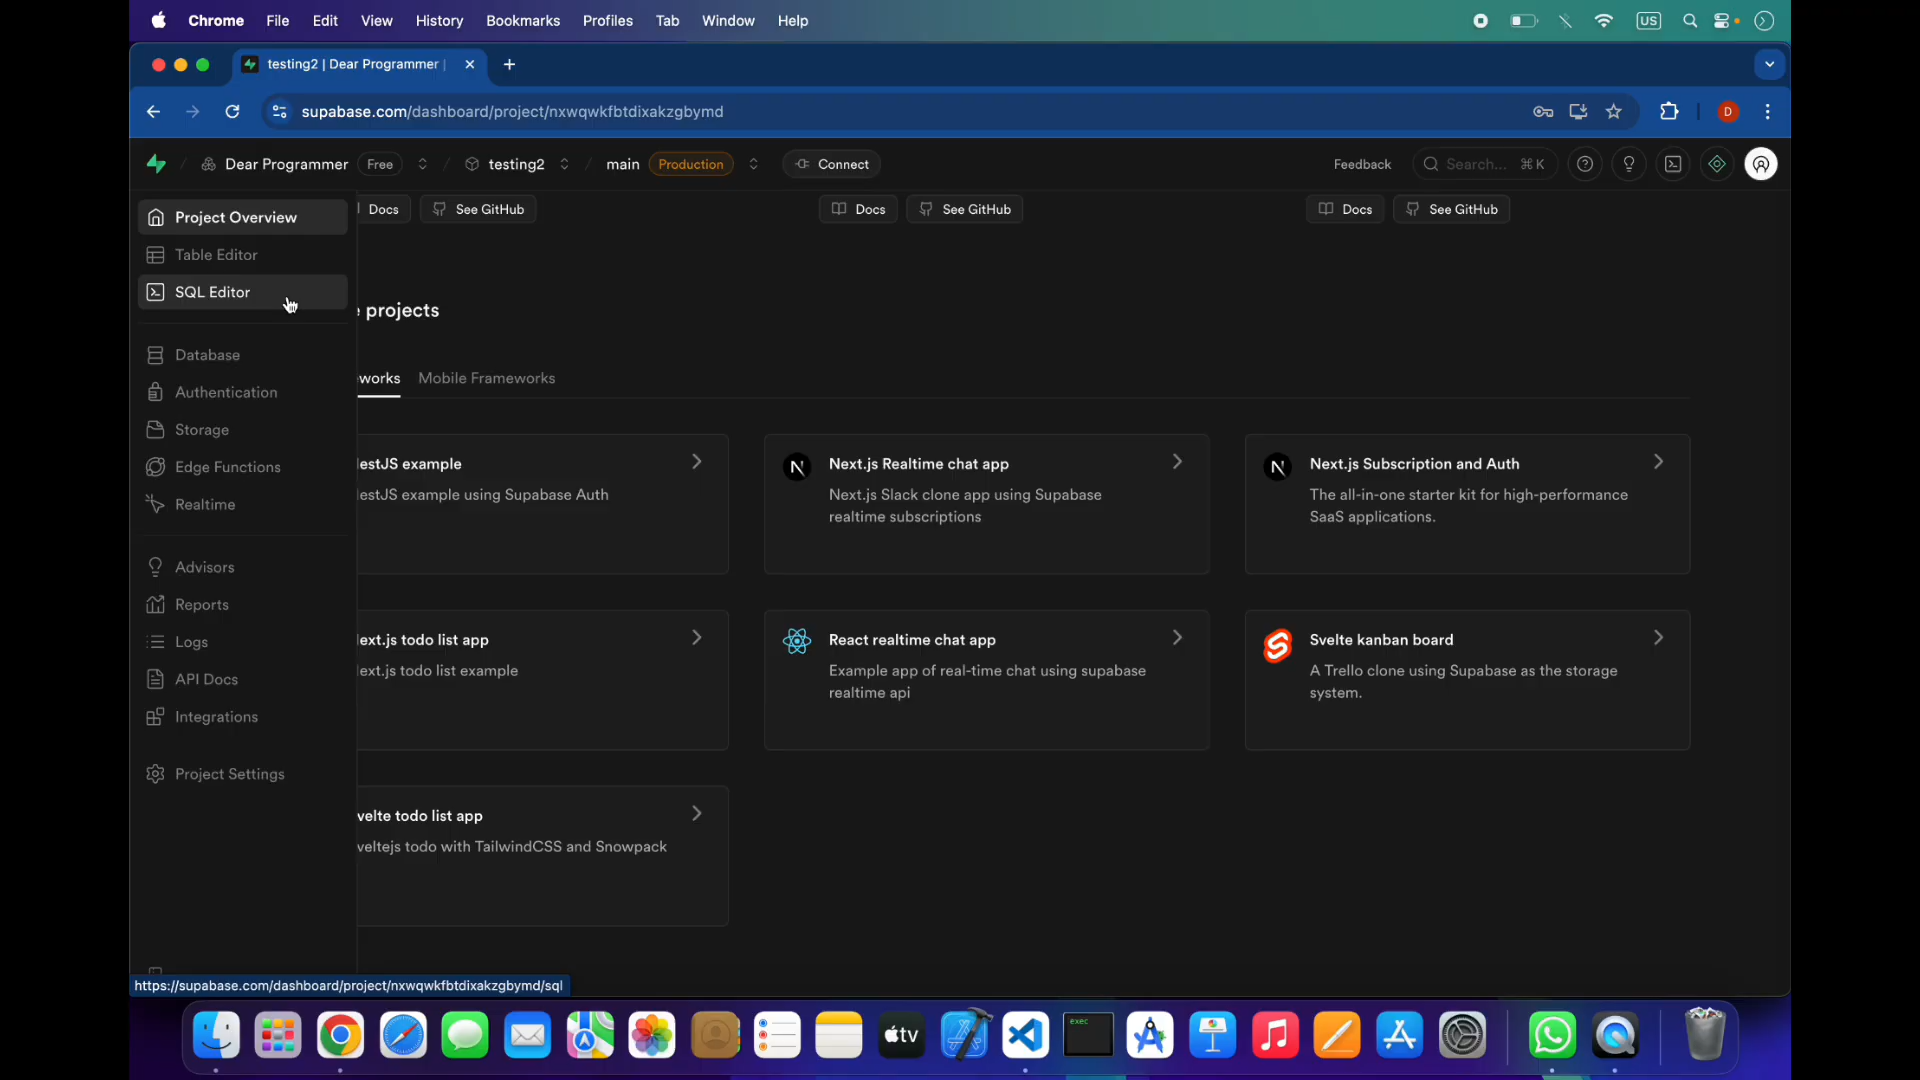 Chrome File Edit View History Bookmarks Profiles Tab Window Help US
testing2 | Dear Programmer |
supabase.com/dashboard/project/nxwqwkfbtdixakzgbymd D
Dear Programmer Free testing2 main Production Connect Feedback Search... ⌘ K
Project Overview
Table Editor
SQL Editor
Database
Authentication
Storage
Edge Functions
Realtime
Advisors
Reports
Logs
API Docs
Integrations
Project Settings
Docs See GitHub Docs See GitHub Docs See GitHub
projects
works Mobile Frameworks
estJS example
estJS example using Supabase Auth
N
Next.js Realtime chat app
Next.js Slack clone app using Supabase
realtime subscriptions
N
Next.js Subscription and Auth
The all-in-one starter kit for high-performance
SaaS applications.
ext.js todo list app
ext.js todo list example
React realtime chat app
Example app of real-time chat using supabase
realtime api
Svelte kanban board
A Trello clone using Supabase as the storage
system.
velte todo list app
veltejs todo with TailwindCSS and Snowpack
https://supabase.com/dashboard/project/nxwqwkfbtdixakzgbymd/sql
tv
exec